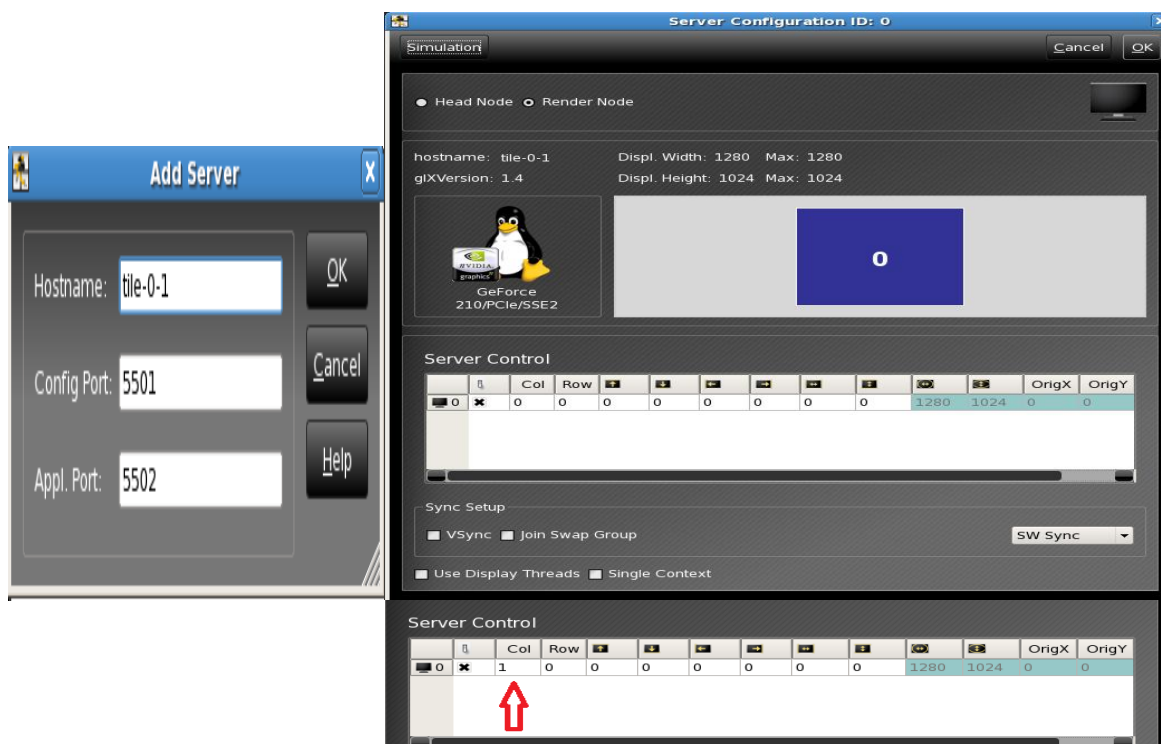 Add Server
Hostname: tile-0-1
OK
Config Port: 5501
Cancel
Appl. Port: 5502
Help
Server Configuration ID: 0
Simulation Cancel OK
Head Node Render Node
hostname: tile-0-1 Displ. Width: 1280 Max: 1280
glXVersion: 1.4 Displ. Height: 1024 Max: 1024
NVIDIA
graphics
GeForce
210/PCIe/SSE2
0
Server Control
Col Row OrigX OrigY
0 0 0 0 0 0 0 0 0 1280 1024 0 0
Sync Setup
VSync Join Swap Group SW Sync
Use Display Threads Single Context
Server Control
Col Row OrigX OrigY
0 1 0 0 0 0 0 0 0 1280 1024 0 0